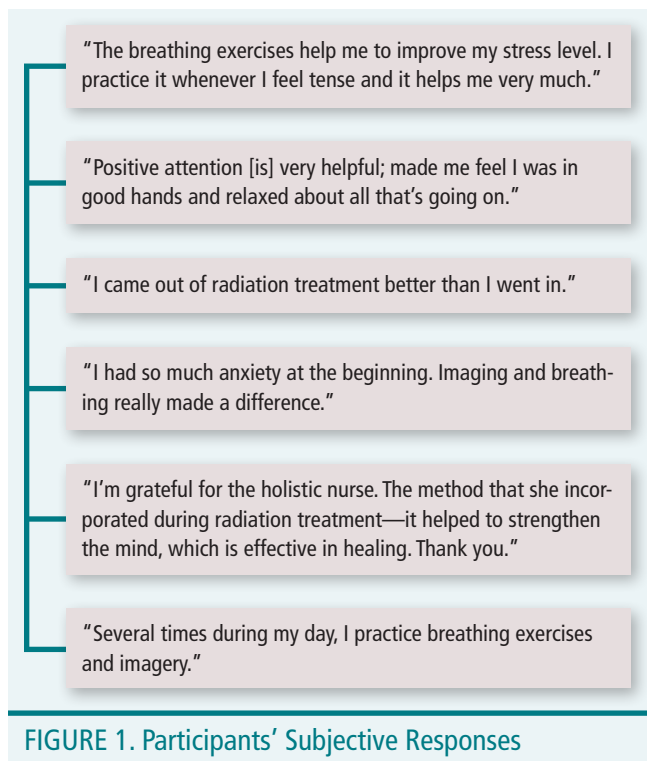 “The breathing exercises help me to improve my stress level. I
practice it whenever I feel tense and it helps me very much.”
“Positive attention [is] very helpful; made me feel I was in
good hands and relaxed about all that’s going on.”
“I came out of radiation treatment better than I went in.”
“I had so much anxiety at the beginning. Imaging and breath-
ing really made a difference.”
“I’m grateful for the holistic nurse. The method that she incor-
porated during radiation treatment—it helped to strengthen
the mind, which is effective in healing. Thank you.”
“Several times during my day, I practice breathing exercises
and imagery.”
FIGURE 1. Participants’ Subjective Responses